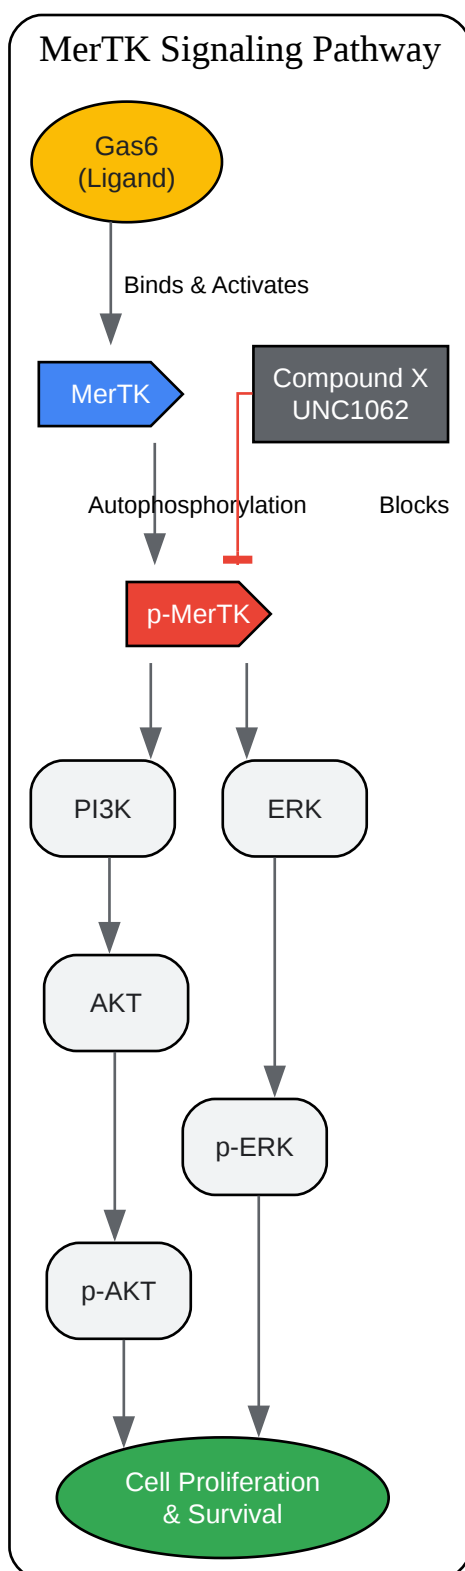 MerTK Signaling Pathway
Gas6
(Ligand)
Binds & Activates
MerTK
Compound X
UNC1062
Autophosphorylation
Blocks
p-MerTK
PI3K
ERK
AKT
p-ERK
p-AKT
Cell Proliferation
& Survival